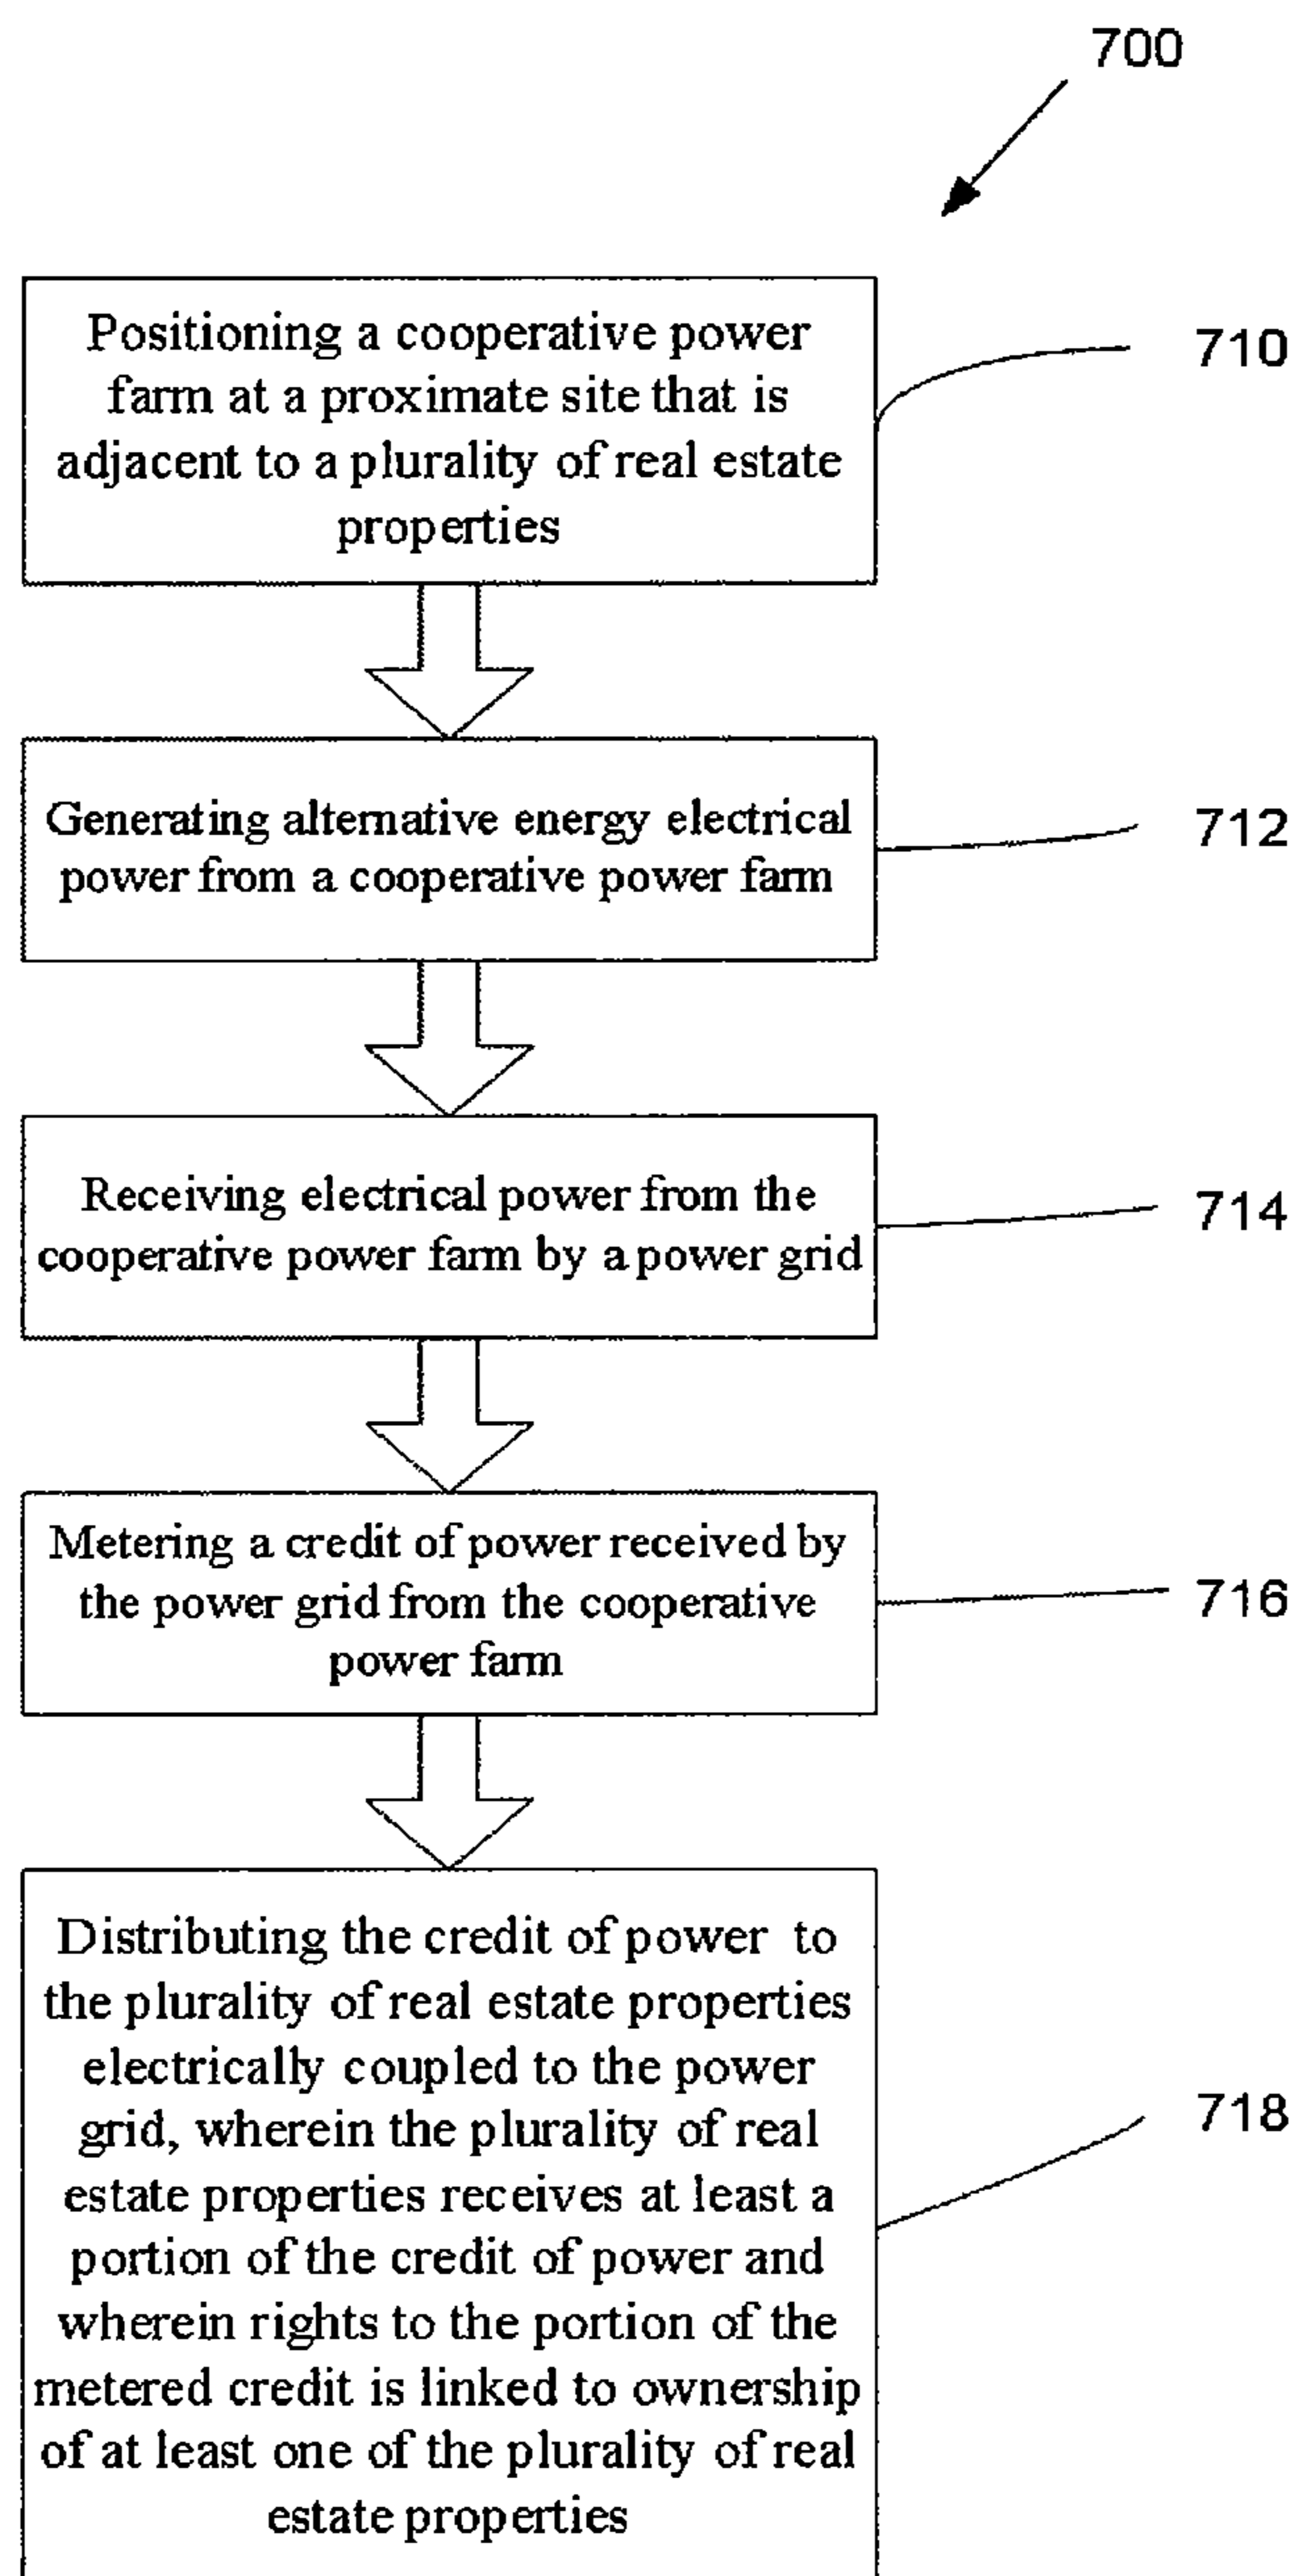 700
Positioning a cooperative power
farm at a proximate site that is
adjacent to a plurality of real estate
properties
710
Generating alternative energy electrical
power from a cooperative power farm
712
Receiving electrical power from the
cooperative power farm by a power grid
714
Metering a credit of power received by
the power grid from the cooperative
power farm
716
Distributing the credit of power to
the plurality of real estate properties
electrically coupled to the power
grid, wherein the plurality of real
estate properties receives at least a
portion of the credit of power and
wherein rights to the portion of the
metered credit is linked to ownership
of at least one of the plurality of real
estate properties
718